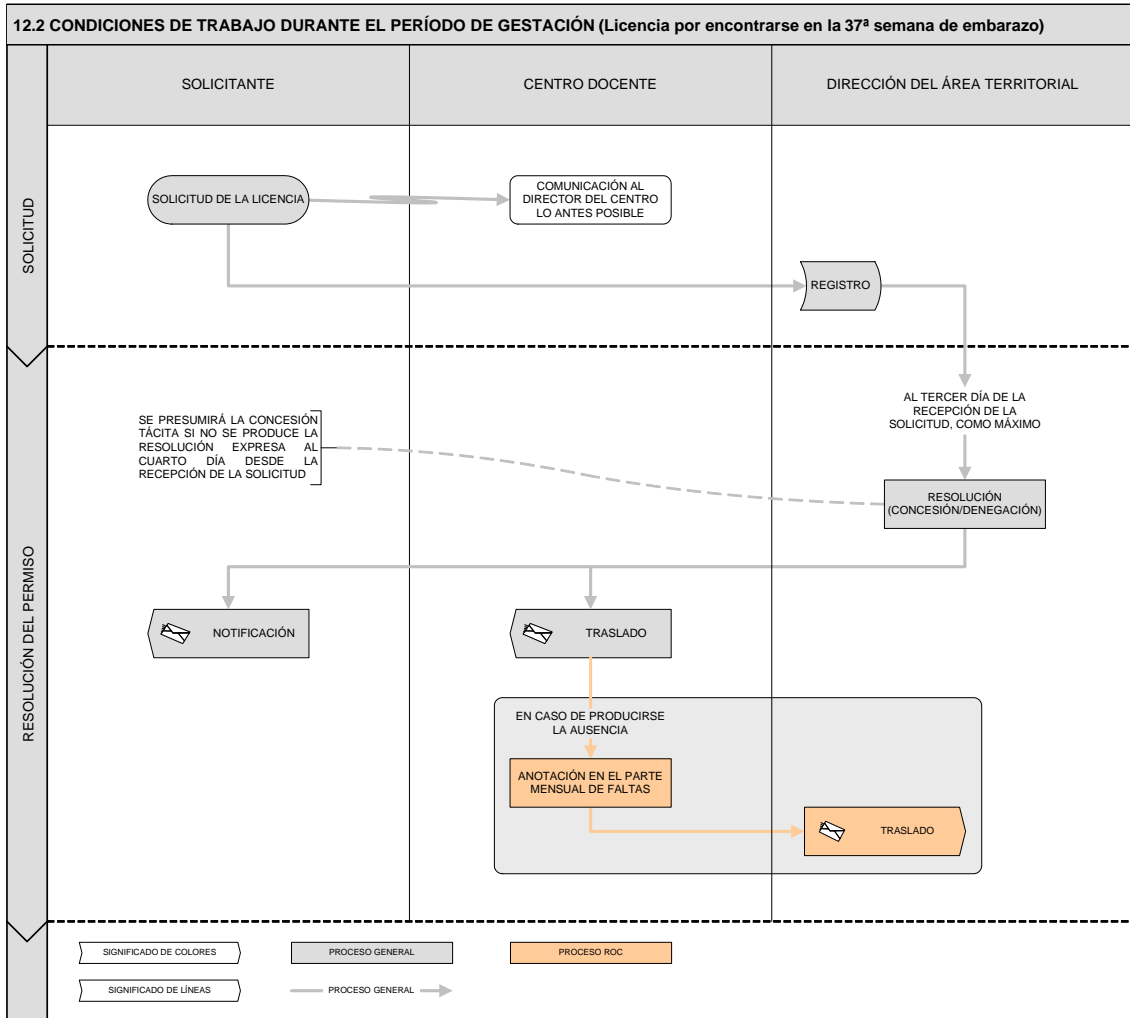 12.2 CONDICIONES DE TRABAJO DURANTE EL PERÍODO DE GESTACIÓN (Licencia por encontrarse en la 37ª semana de embarazo)
SOLICITANTE
CENTRO DOCENTE
DIRECCIÓN DEL ÁREA TERRITORIAL
SOLICITUD
SOLICITUD DE LA LICENCIA
COMUNICACIÓN AL
DIRECTOR DEL CENTRO
LO ANTES POSIBLE
REGISTRO
RESOLUCIÓN DEL PERMISO
AL TERCER DÍA DE LA
RECEPCIÓN DE LA
SOLICITUD, COMO MÁXIMO
SE PRESUMIRÁ LA CONCESIÓN
TÁCITA SI NO SE PRODUCE LA
RESOLUCIÓN EXPRESA AL
CUARTO DÍA DESDE LA
RECEPCIÓN DE LA SOLICITUD
RESOLUCIÓN
(CONCESIÓN/DENEGACIÓN)
NOTIFICACIÓN
TRASLADO
EN CASO DE PRODUCIRSE
LA AUSENCIA
ANOTACIÓN EN EL PARTE
MENSUAL DE FALTAS
TRASLADO
SIGNIFICADO DE COLORES
PROCESO GENERAL
PROCESO ROC
SIGNIFICADO DE LÍNEAS
PROCESO GENERAL